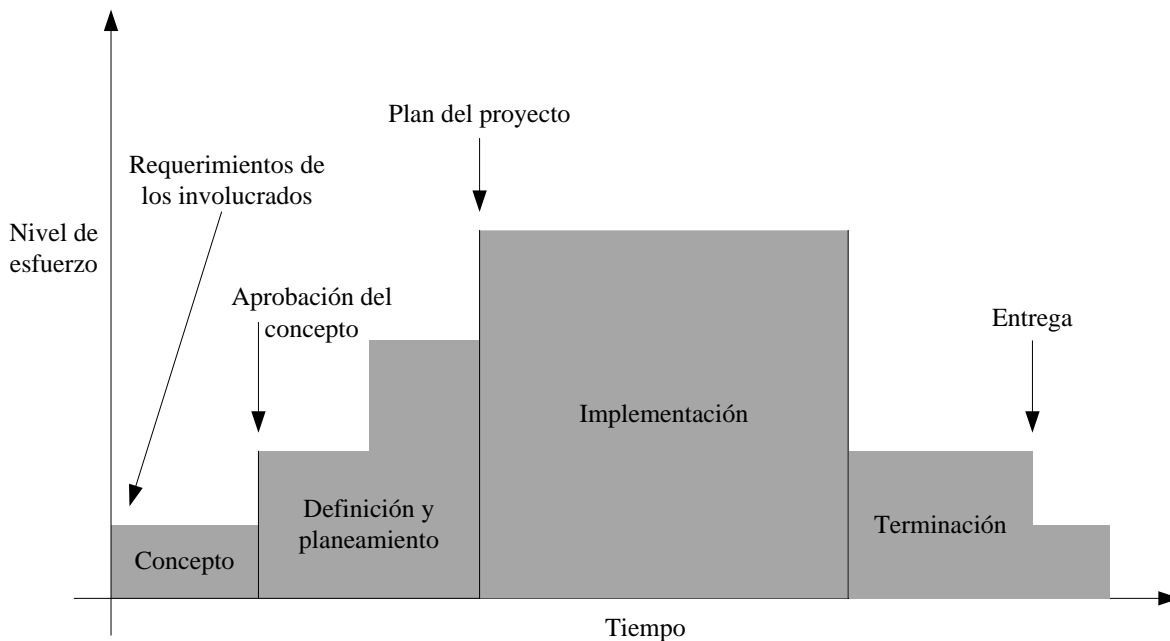 Plan del proyecto
Requerimientos de
los involucrados
Nivel de
esfuerzo
Aprobación del
concepto
Entrega
Implementación
Definición y
planeamiento
Terminación
Concepto
Tiempo